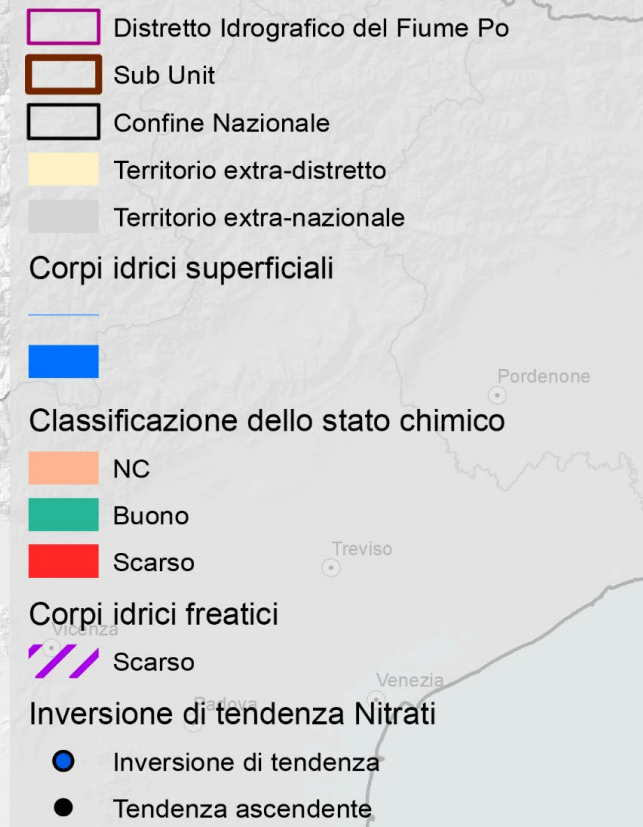 Distretto Idrografico del Fiume Po
Sub Unit
Confine Nazionale
Territorio extra-distretto
Territorio extra-nazionale
Corpi idrici superficiali
Pordenone
Classificazione dello stato chimico
NC
Buono
Treviso
Scarso
Corpi idrici freatici
Vicenza
Scarso
Venezia
Padova
Inversione di tendenza Nitrati
Inversione di tendenza
Tendenza ascendente